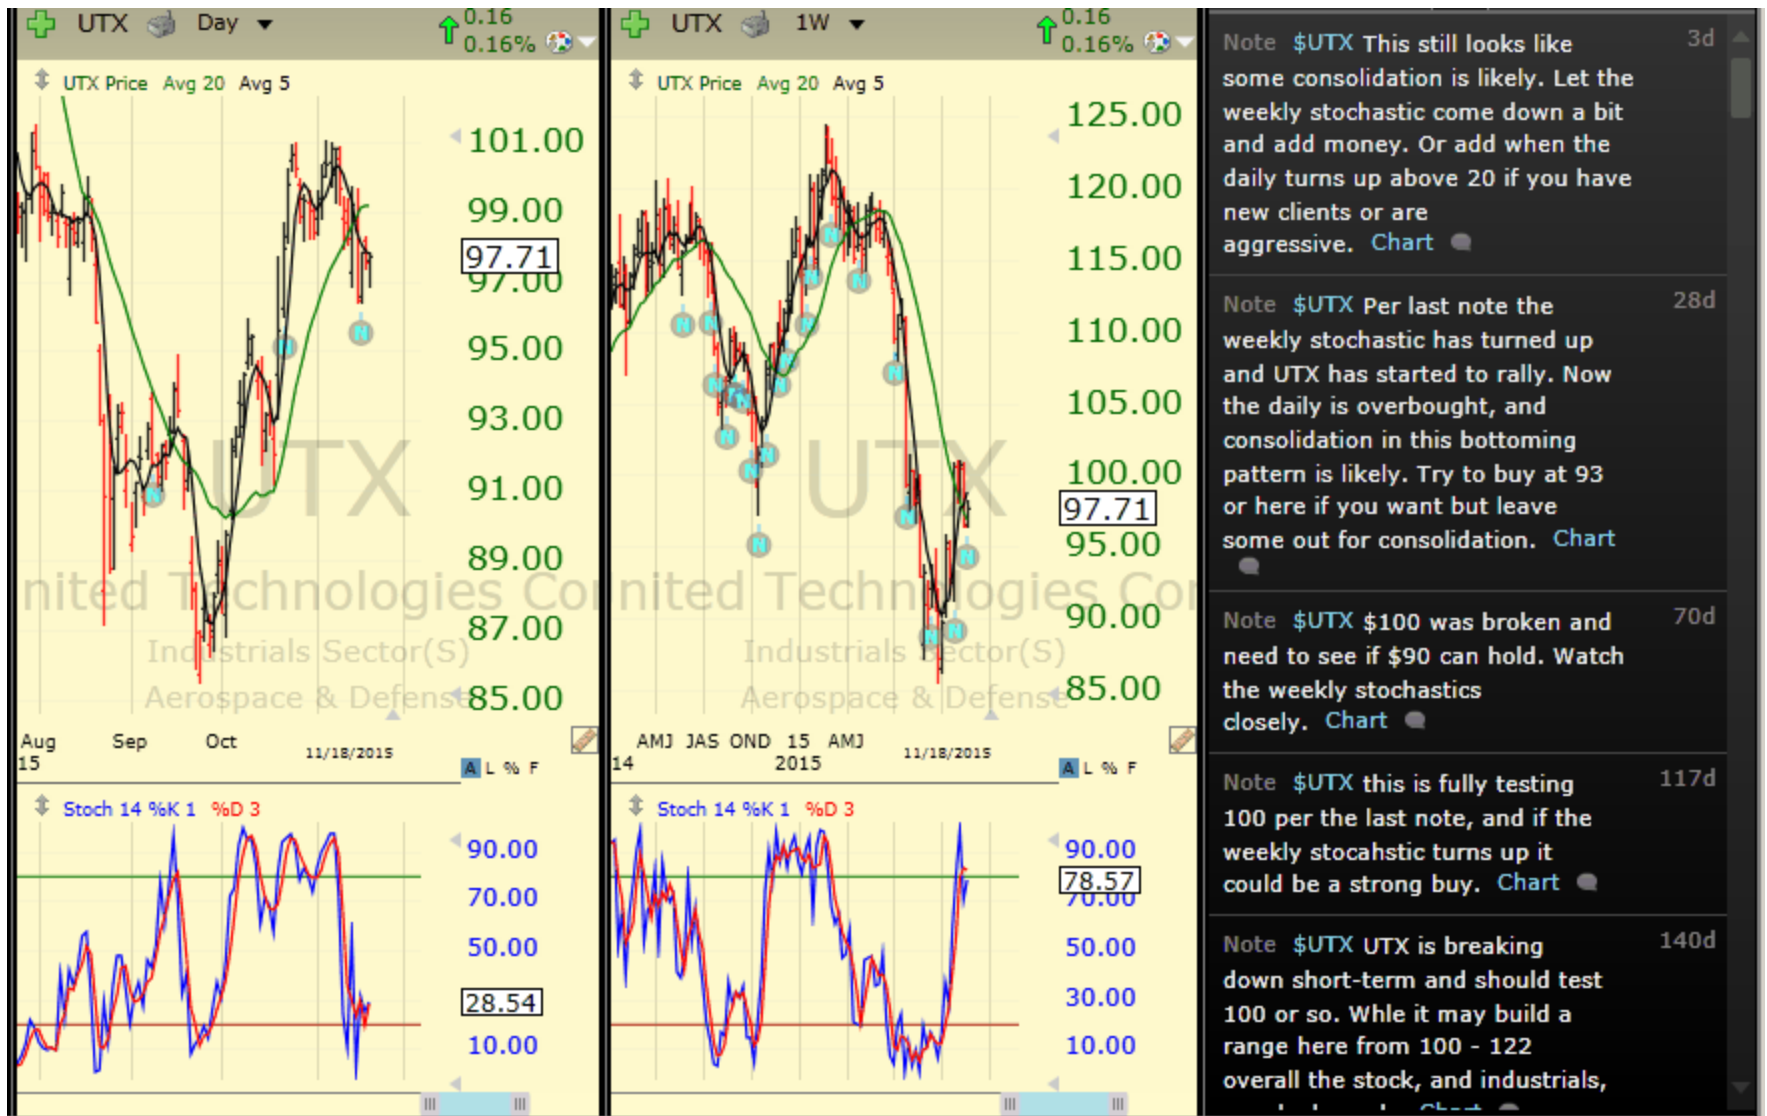 UTX Day
0.16
0.16%
UTX Price Avg 20 Avg 5
101.00
99.00
97.71
97.00
95.00
93.00
91.00
89.00
87.00
85.00
UTX
nited Technologies Cor
Industrials Sector(S)
Aerospace & Defense
N
N
N
Aug Sep Oct
15
11/18/2015
A L % F
Stoch 14 %K 1 %D 3
90.00
70.00
50.00
28.54
10.00
UTX 1W
0.16
0.16%
UTX Price Avg 20 Avg 5
125.00
120.00
115.00
110.00
105.00
100.00
97.71
95.00
90.00
85.00
UTX
nited Technologies Cor
Industrials Sector(S)
Aerospace & Defense
N N N N N N N N N N N N N N N N N N N N
AMJ JAS OND 15 AMJ
14 2015
11/18/2015
A L % F
Stoch 14 %K 1 %D 3
90.00
78.57
70.00
50.00
30.00
10.00
Note $UTX This still looks like 3d
some consolidation is likely. Let the
weekly stochastic come down a bit
and add money. Or add when the
daily turns up above 20 if you have
new clients or are
aggressive. Chart
Note $UTX Per last note the 28d
weekly stochastic has turned up
and UTX has started to rally. Now
the daily is overbought, and
consolidation in this bottoming
pattern is likely. Try to buy at 93
or here if you want but leave
some out for consolidation. Chart
Note $UTX $100 was broken and 70d
need to see if $90 can hold. Watch
the weekly stochastics
closely. Chart
Note $UTX this is fully testing 117d
100 per the last note, and if the
weekly stocahstic turns up it
could be a strong buy. Chart
Note $UTX UTX is breaking 140d
down short-term and should test
100 or so. Whle it may build a
range here from 100 - 122
overall the stock, and industrials,
Chart